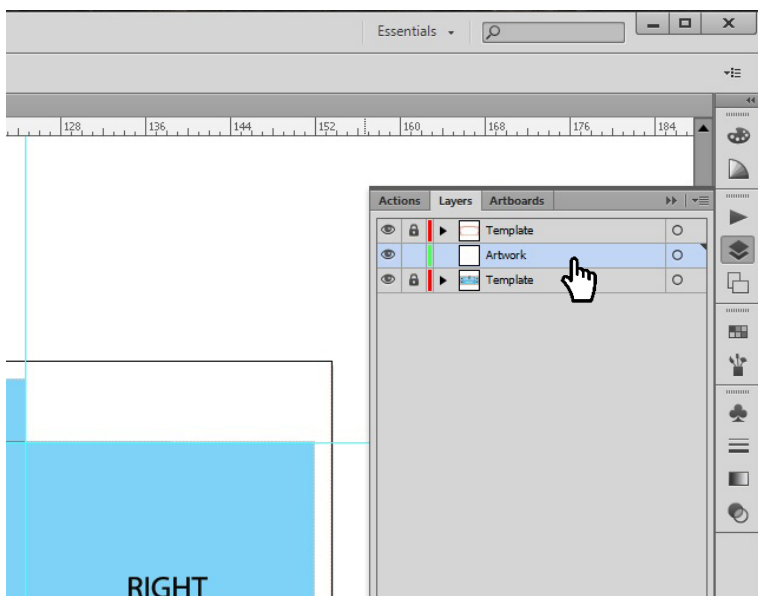 Essentials
128 136 144 152 160 168 176 184
Actions Layers Artboards
Template
Artwork
Template
RIGHT